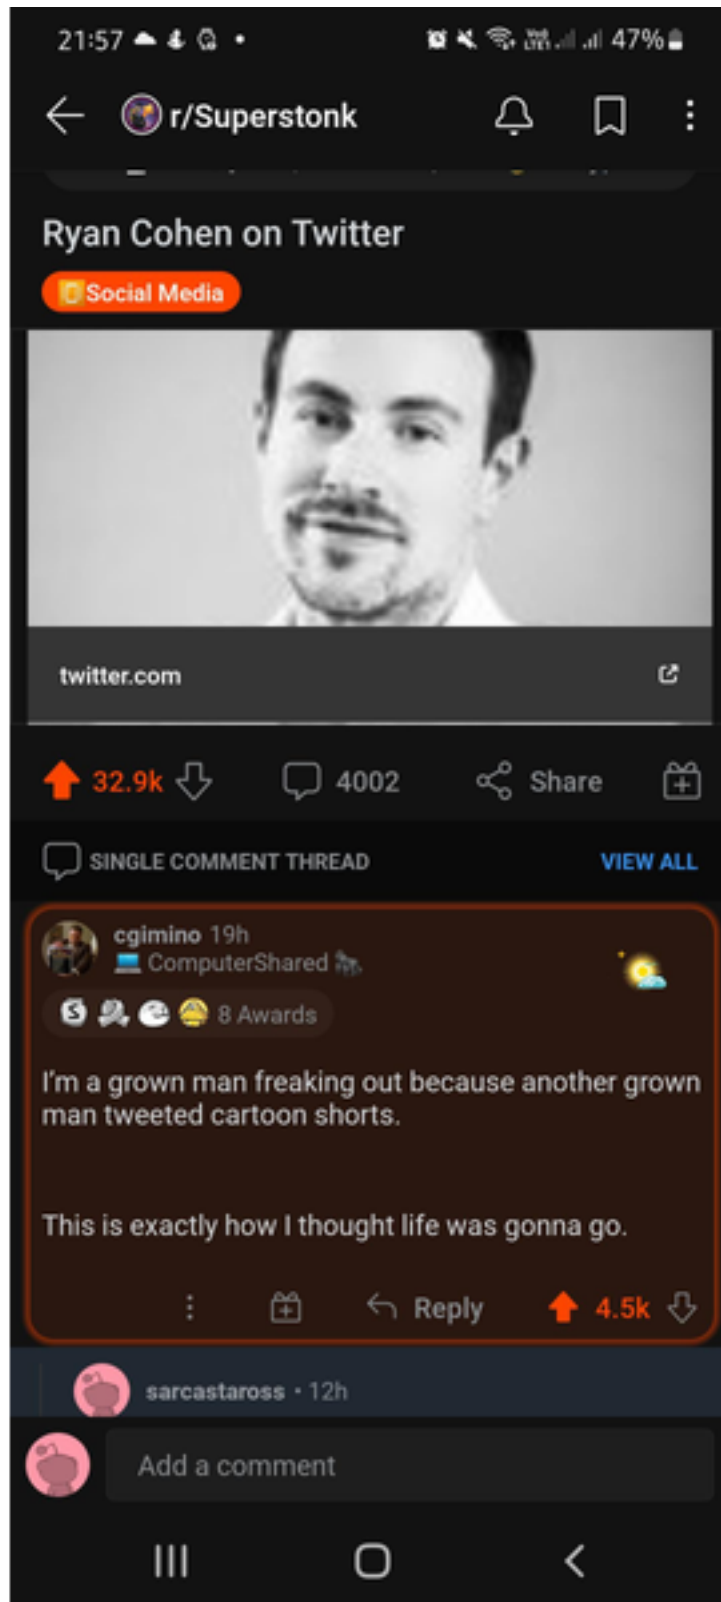 21:57 47%
r/Superstonk
Ryan Cohen on Twitter
Social Media
twitter.com
32.9k 4002 Share
SINGLE COMMENT THREAD VIEW ALL
cgimino 19h
ComputerShared
8 Awards
I'm a grown man freaking out because another grown
man tweeted cartoon shorts.
This is exactly how I thought life was gonna go.
Reply 4.5k
sarcastaross • 12h
Add a comment